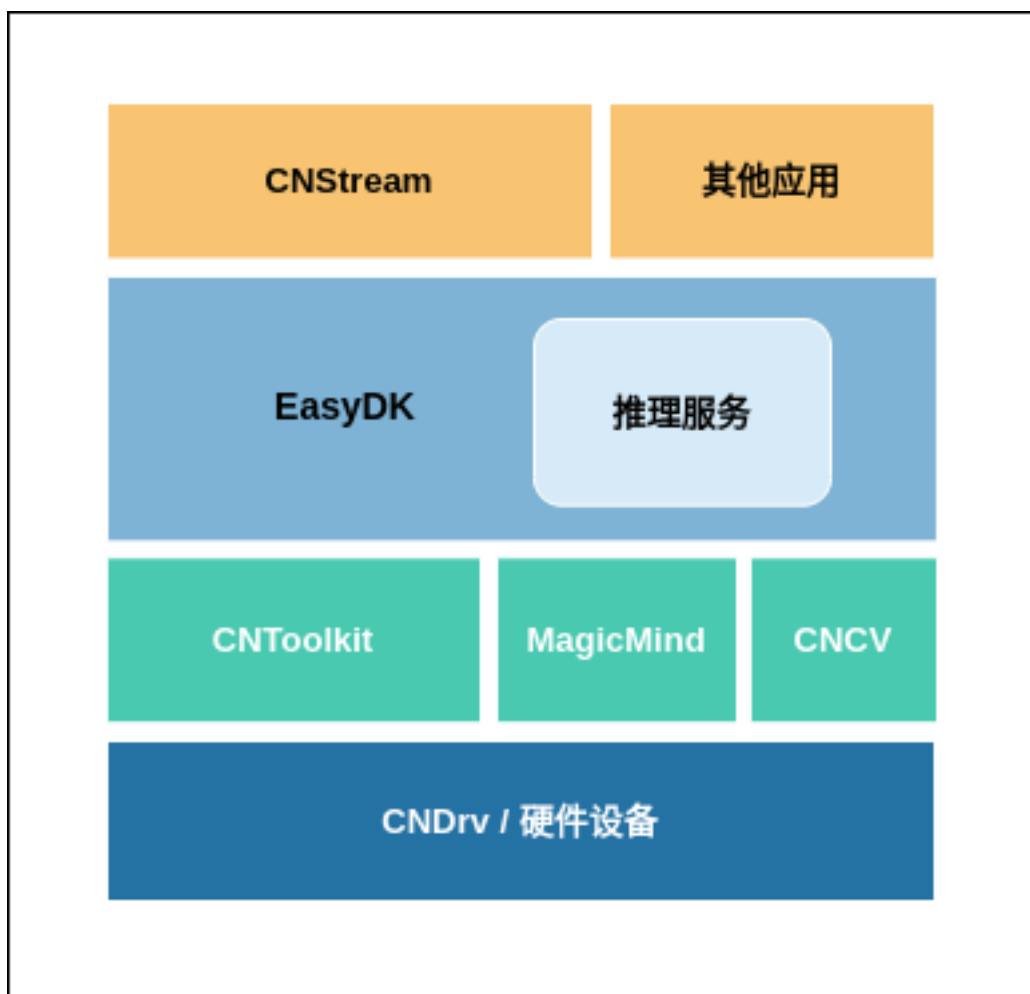 CNStream
其他应用
EasyDK
推理服务
CNToolkit
MagicMind
CNCV
CNDrv / 硬件设备